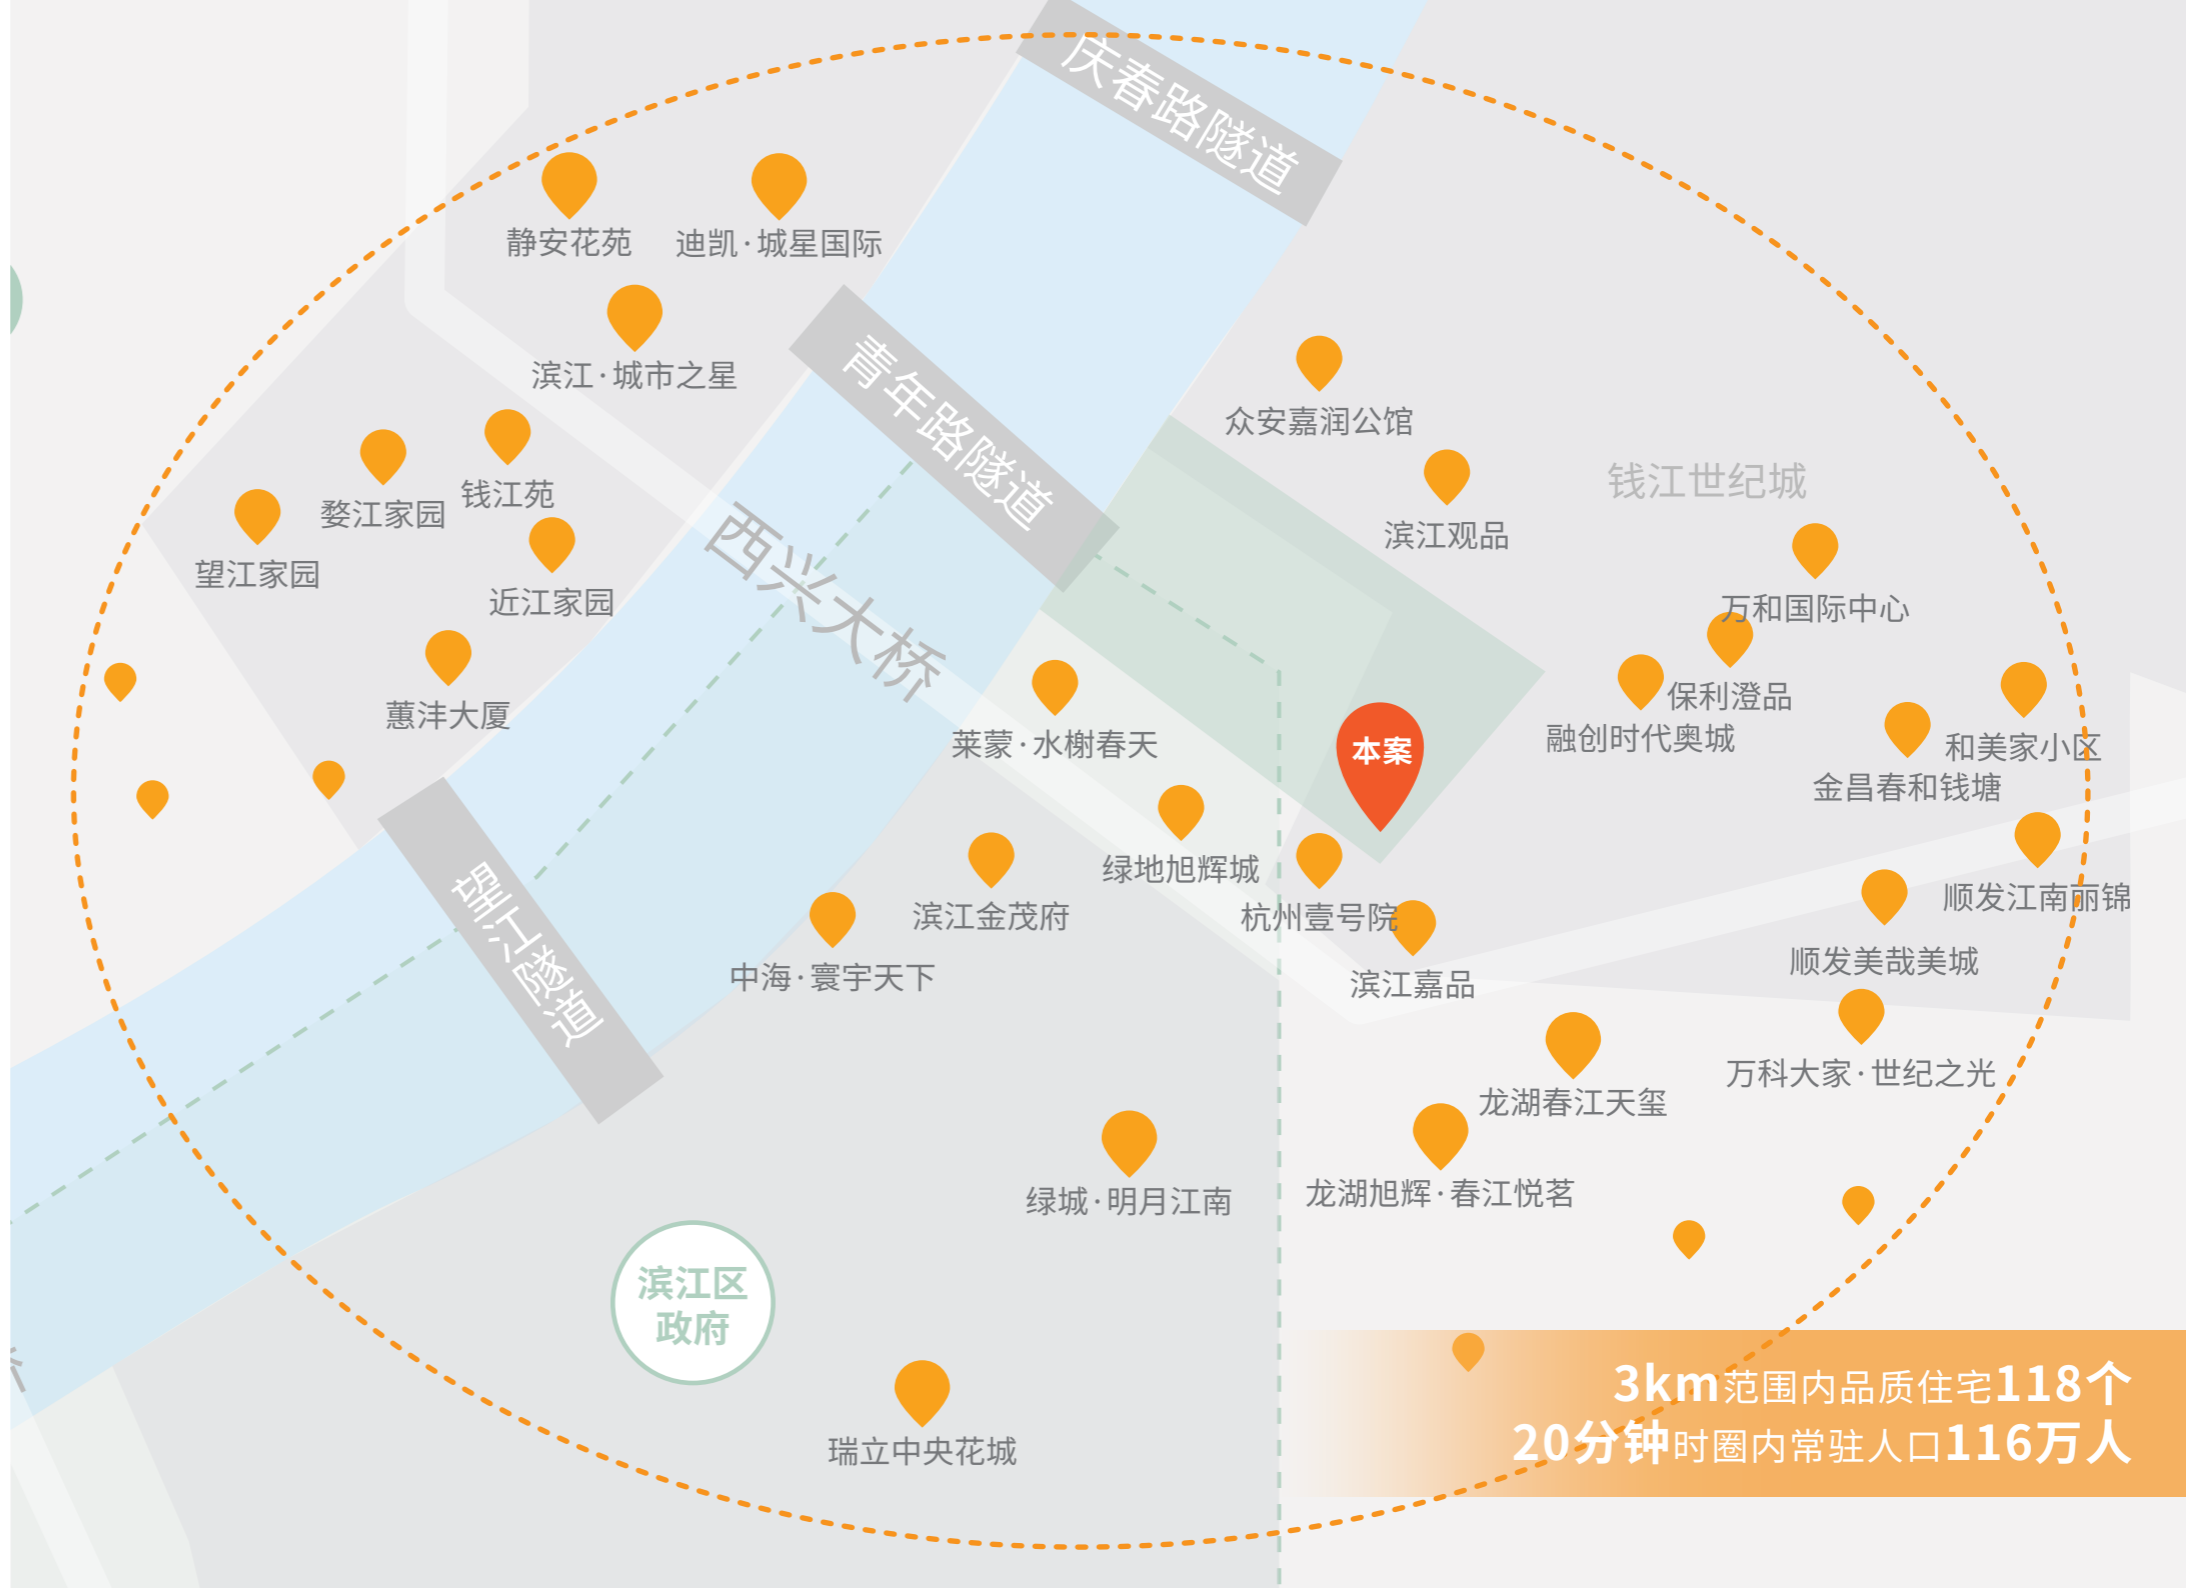 庆春路隧道
静安花苑
迪凯·城星国际
滨江·城市之星
青年路隧道
众安嘉润公馆
钱江世纪城
钱江苑
婺江家园
滨江观品
西兴大桥
望江家园
近江家园
万和国际中心
保利澄品
蕙沣大厦
融创时代奥城
莱蒙·水榭春天
本案
和美家小区
金昌春和钱塘
绿地旭辉城
望江隧道
顺发江南丽锦
滨江金茂府
杭州壹号院
顺发美哉美城
中海·寰宇天下
滨江嘉品
万科大家·世纪之光
龙湖春江天玺
龙湖旭辉·春江悦茗
绿城·明月江南
滨江区
政府
3km范围内品质住宅118个
20分钟时圈内常驻人口116万人
瑞立中央花城